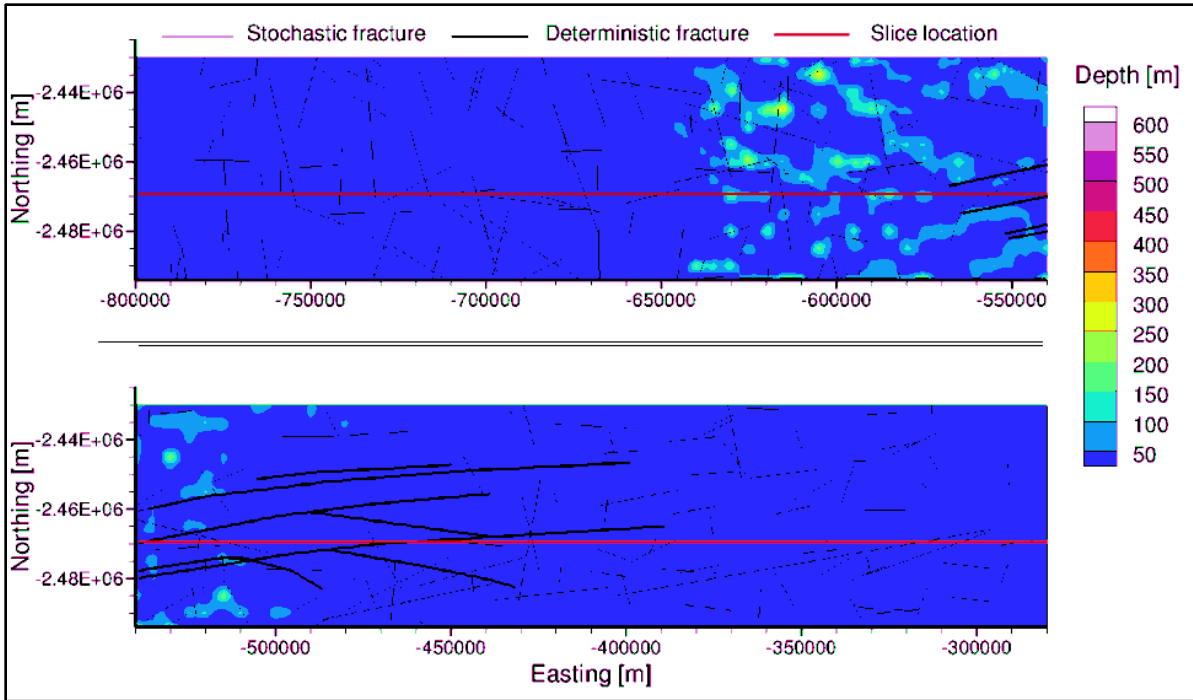 Stochastic fracture Deterministic fracture Slice location
Depth [m]
600
550
500
450
400
350
300
250
200
150
100
50
Northing [m]
-2.44E+06
-2.46E+06
-2.48E+06
-800000 -750000 -700000 -650000 -600000 -550000
Northing [m]
-2.44E+06
-2.46E+06
-2.48E+06
-500000 -450000 -400000 -350000 -300000
Easting [m]